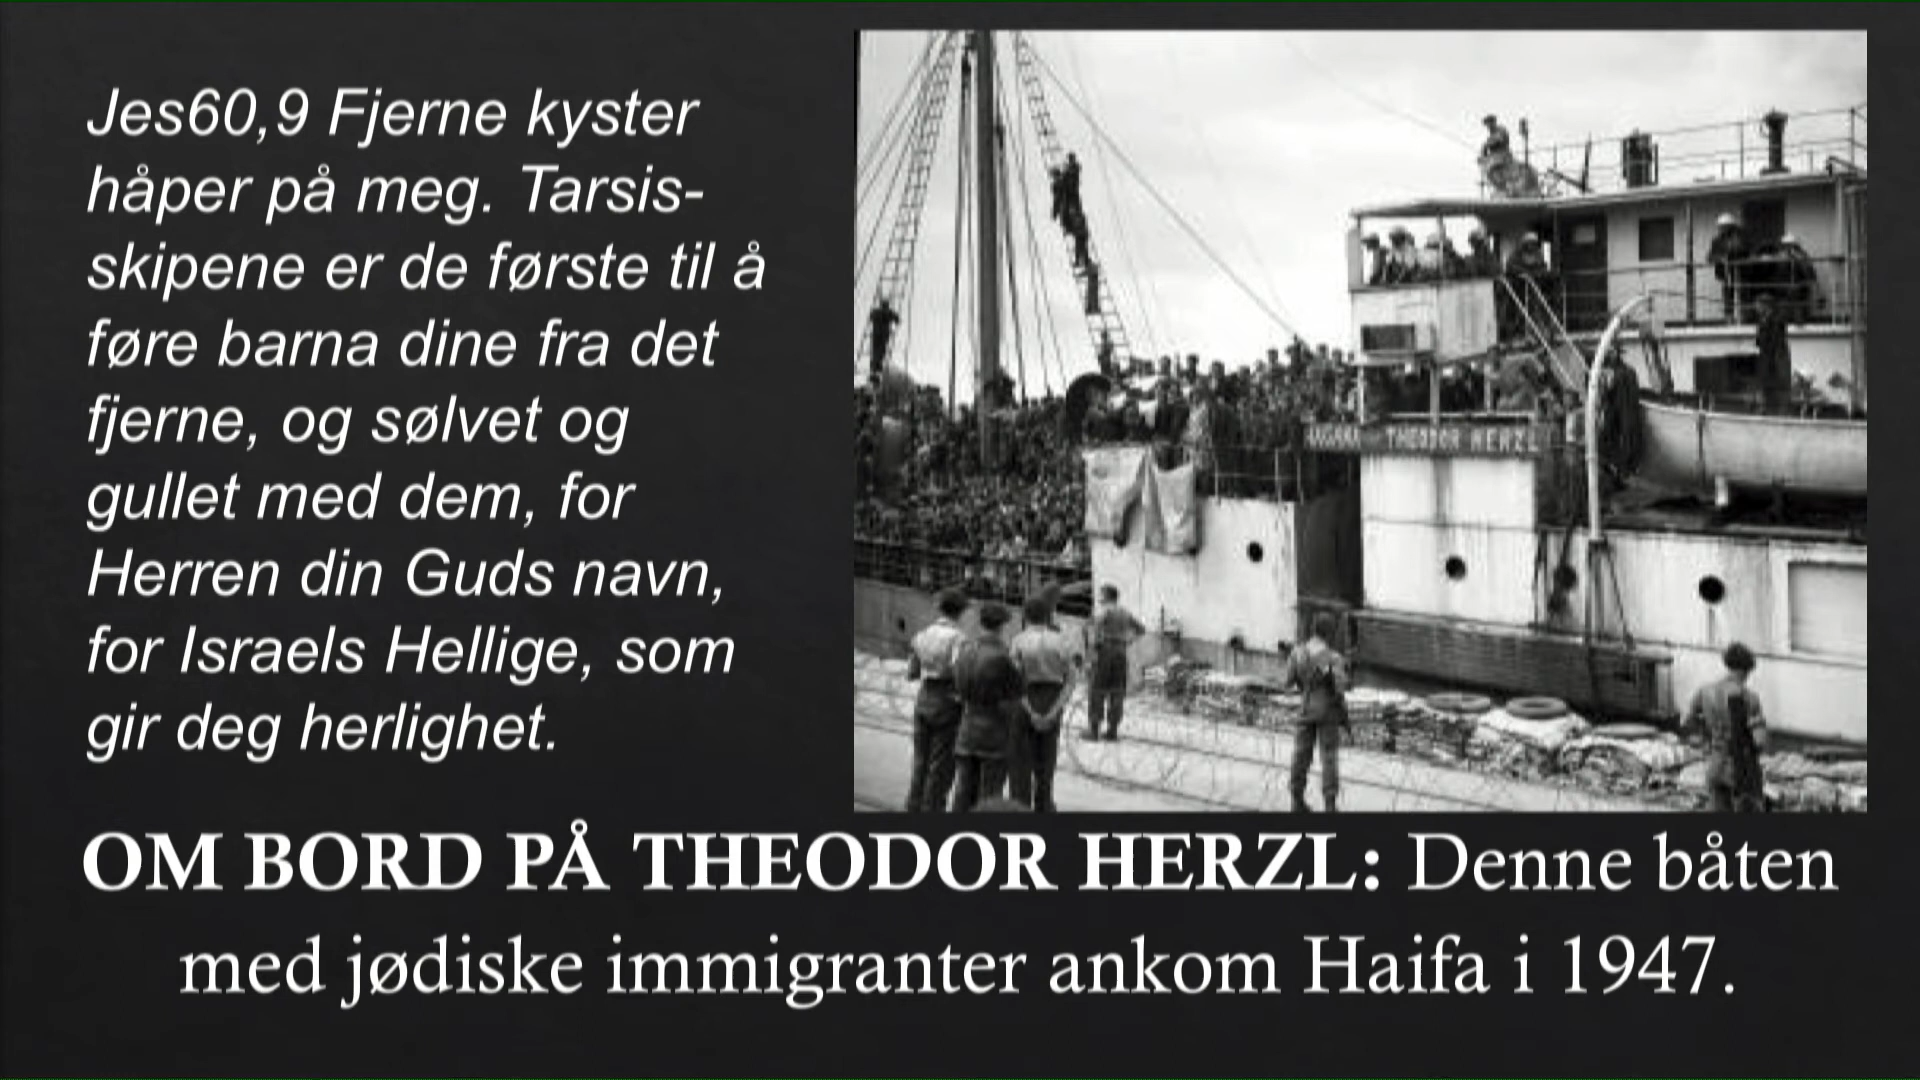 Jes60,9 Fjerne kyster
håper på meg. Tarsis-
skipene er de første til å
føre barna dine fra det
fjerne, og sølvet og
gullet med dem, for
Herren din Guds navn,
for Israels Hellige, som
gir deg herlighet.
HAGANA THEODOR HERZL
OM BORD PÅ THEODOR HERZL: Denne båten
med jødiske immigranter ankom Haifa i 1947.